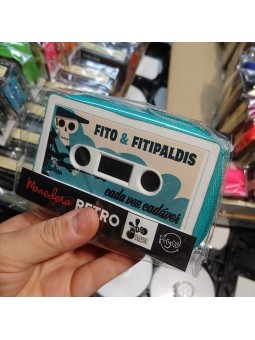 FITO & FITIPALDIS
cada vez cadáver
Monedero
RETRO